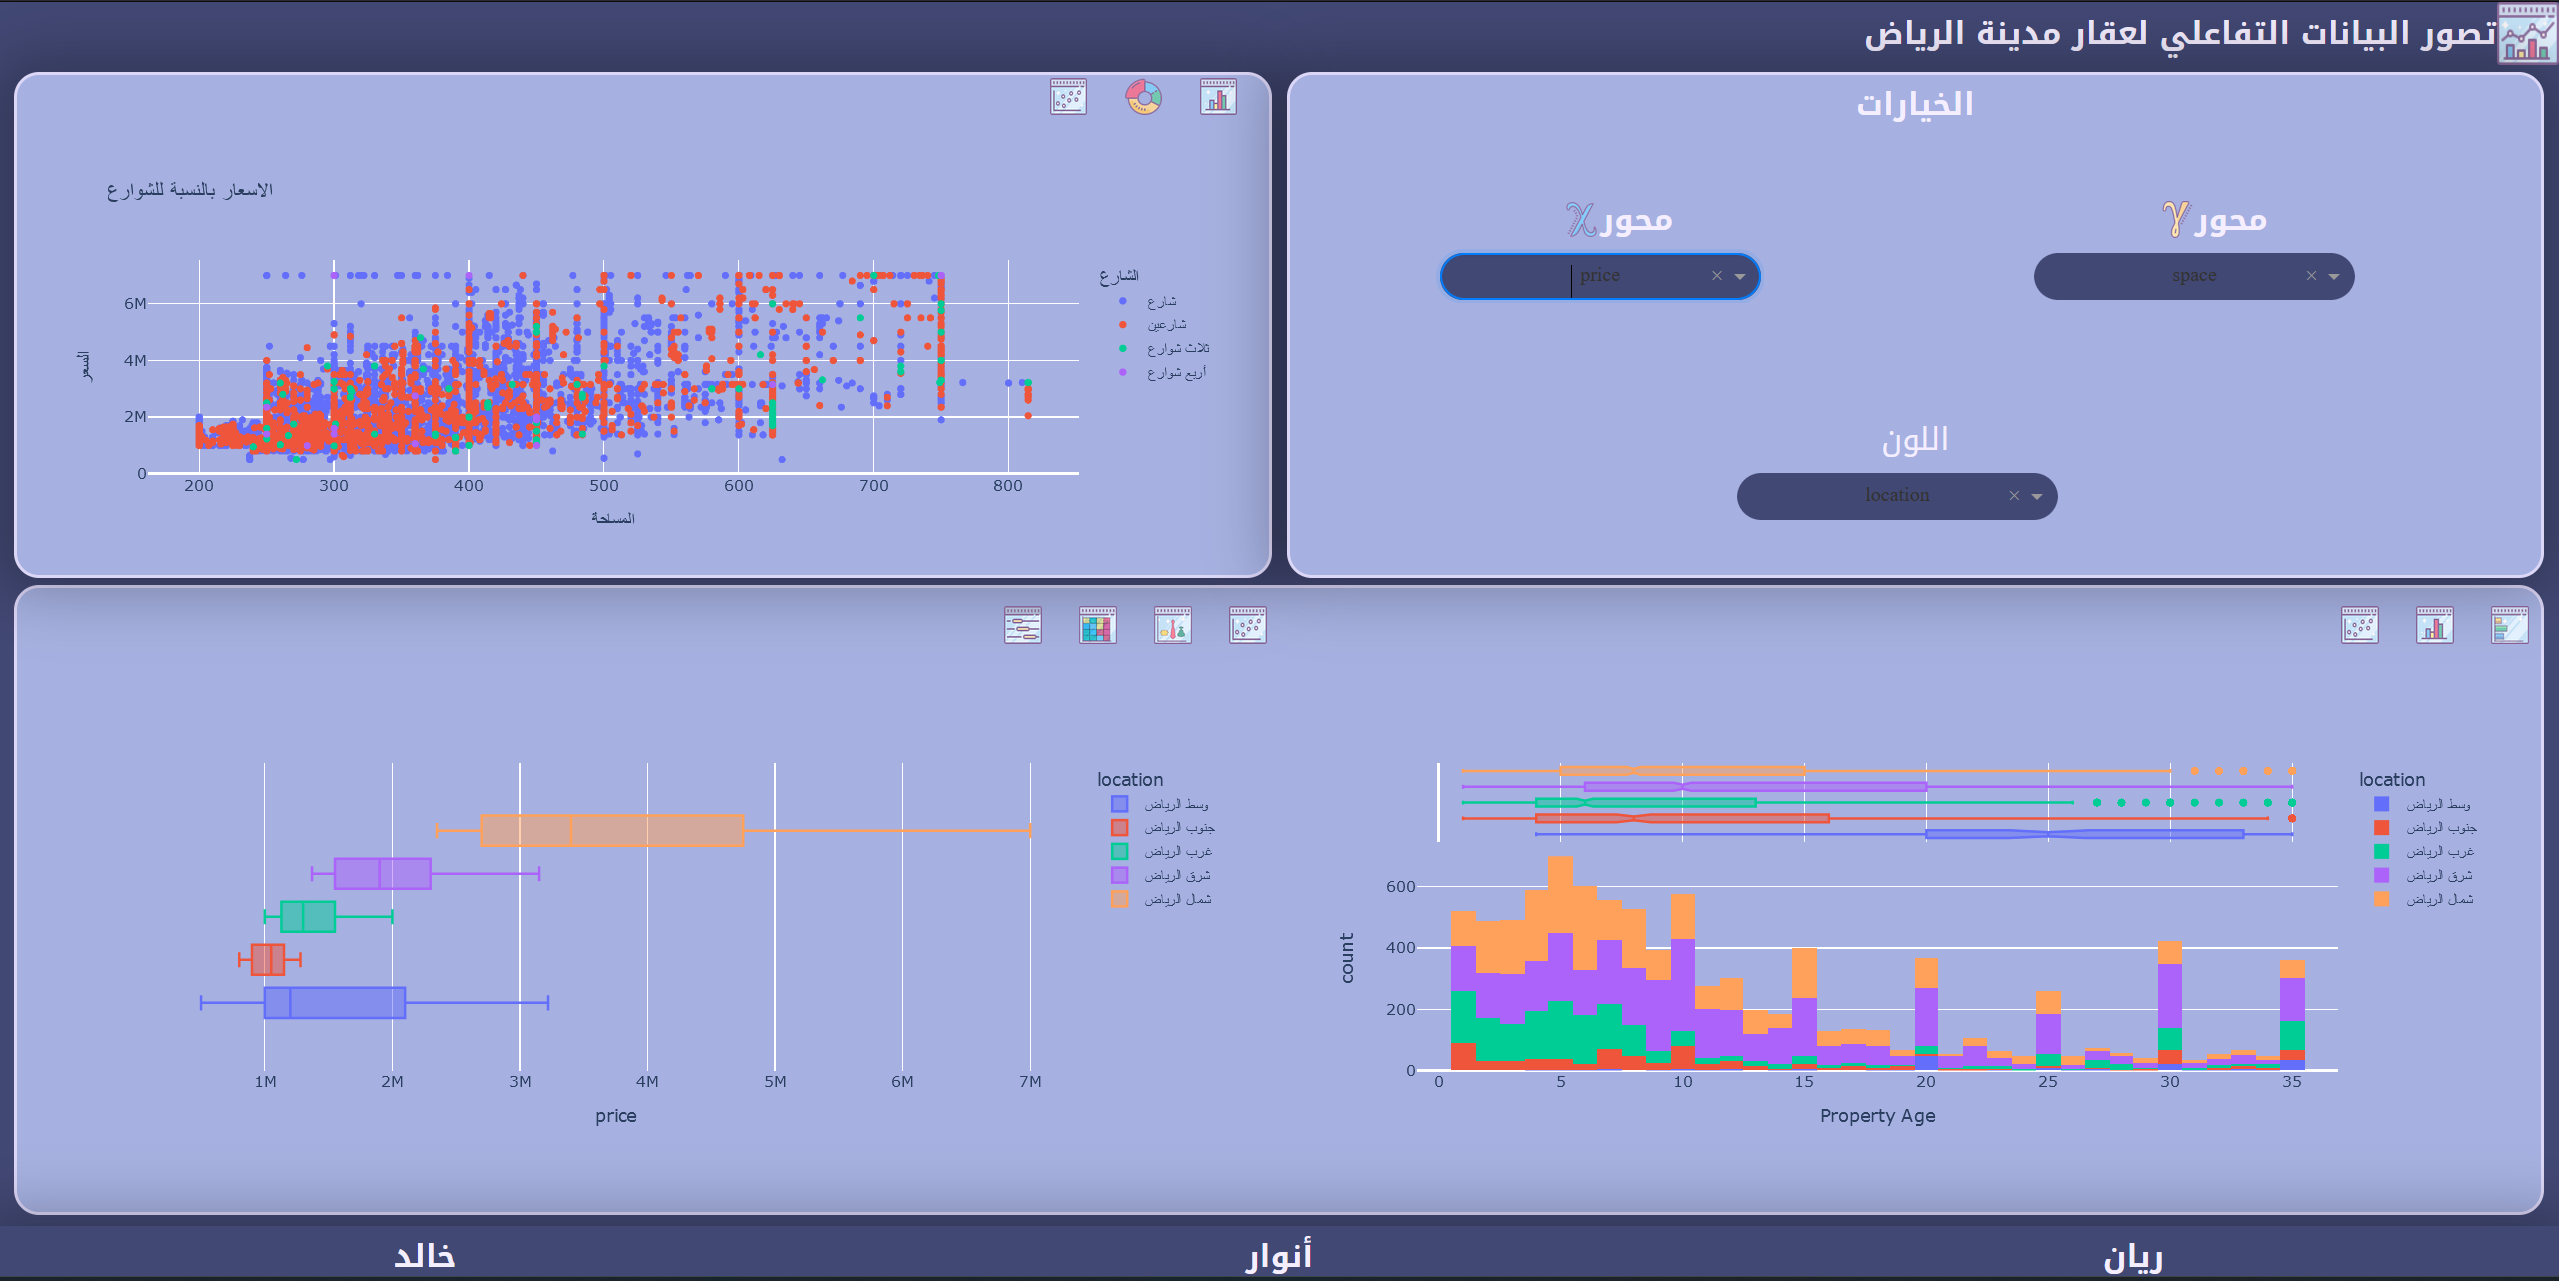 تصور البيانات التفاعلي لعقار مدينة الرياض
الخيارات
محور
محور
space
price
اللون
location
الاسعار بالنسبة للشوارع
الشارع
شارع
شارعين
ثلاث شوارع
أربع شوارع
السعر
6M
4M
2M
0
200 300 400 500 600 700 800
المساحة
location
وسط الرياض
جنوب الرياض
غرب الرياض
شرق الرياض
شمال الرياض
count
600
400
200
0
0 5 10 15 20 25 30 35
Property Age
location
وسط الرياض
جنوب الرياض
غرب الرياض
شرق الرياض
شمال الرياض
1M 2M 3M 4M 5M 6M 7M
price
ريان
أنوار
خالد